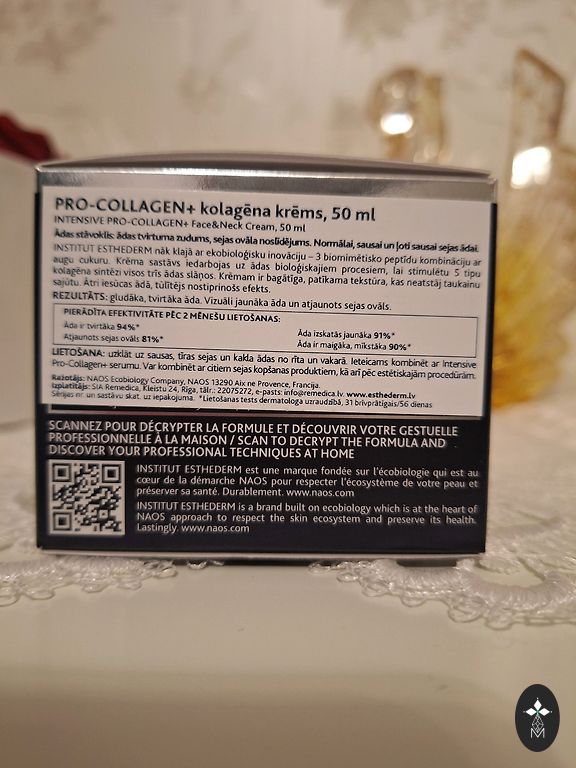 PRO-COLLAGEN+ kolagēna krēms, 50 ml
INTENSIVE PRO-COLLAGEN+ Face&Neck Cream, 50 ml
Ādas stāvoklis: ādas tvirtuma zudums, sejas ovāla noslīdējums. Normālai, sausai un ļoti sausai sejas ādai.
INSTITUT ESTHEDERM nāk klajā ar ekobioloģisku inovāciju – 3 biomimētisko peptīdu kombināciju ar
augu cukuru. Krēma sastāvs iedarbojas uz ādas bioloģiskajiem procesiem, lai stimulētu 5 tipu
kolagēna sintēzi visos trīs ādas slāņos. Krēmam ir bagātīga, patīkama tekstūra, kas neatstāj taukainu
sajūtu. Ātri iesūcas ādā, tūlītējs nostiprinošs efekts.
REZULTĀTS: gludāka, tvirtāka āda. Vizuāli jaunāka āda un atjaunots sejas ovāls.
PIERĀDĪTA EFEKTIVITĀTE PĒC 2 MĒNEŠU LIETOŠANAS:
Āda ir tvirtāka 94%* Āda izskatās jaunāka 91%*
Atjaunots sejas ovāls 81%* Āda ir maigāka, mīkstāka 90%*
LIETOŠANA: uzklāt uz sausas, tīras sejas un kakla ādas no rīta un vakarā. Ieteicams kombinēt ar Intensive
Pro-Collagen+ serumu. Var kombinēt ar citiem sejas kopšanas produktiem, kā arī pēc estētiskajām procedūrām.
Ražotājs: NAOS Ecobiology Company, NAOS 13290 Aix ne Provence, Francija.
Izplatītājs: SIA Remedica, Kleistu 24, Rīga, tālr.: 22075272, e-pasts: info@remedica.lv. www.esthederm.lv
Sērijas nr. un sastāvu skat. uz iepakojuma. *Lietošanas tests dermatologa uzraudzībā, 31 brīvprātīgais/56 dienas
SCANNEZ POUR DÉCRYPTER LA FORMULE ET DÉCOUVRIR VOTRE GESTUELLE
PROFESSIONNELLE À LA MAISON / SCAN TO DECRYPT THE FORMULA AND
DISCOVER YOUR PROFESSIONAL TECHNIQUES AT HOME
INSTITUT ESTHEDERM est une marque fondée sur l'écobiologie qui est au
cœur de la démarche NAOS pour respecter l'écosystème de votre peau et
préserver sa santé. Durablement. www.naos.com
INSTITUT ESTHEDERM is a brand built on ecobiology which is at the heart of
NAOS approach to respect the skin ecosystem and preserve its health.
Lastingly. www.naos.com
M